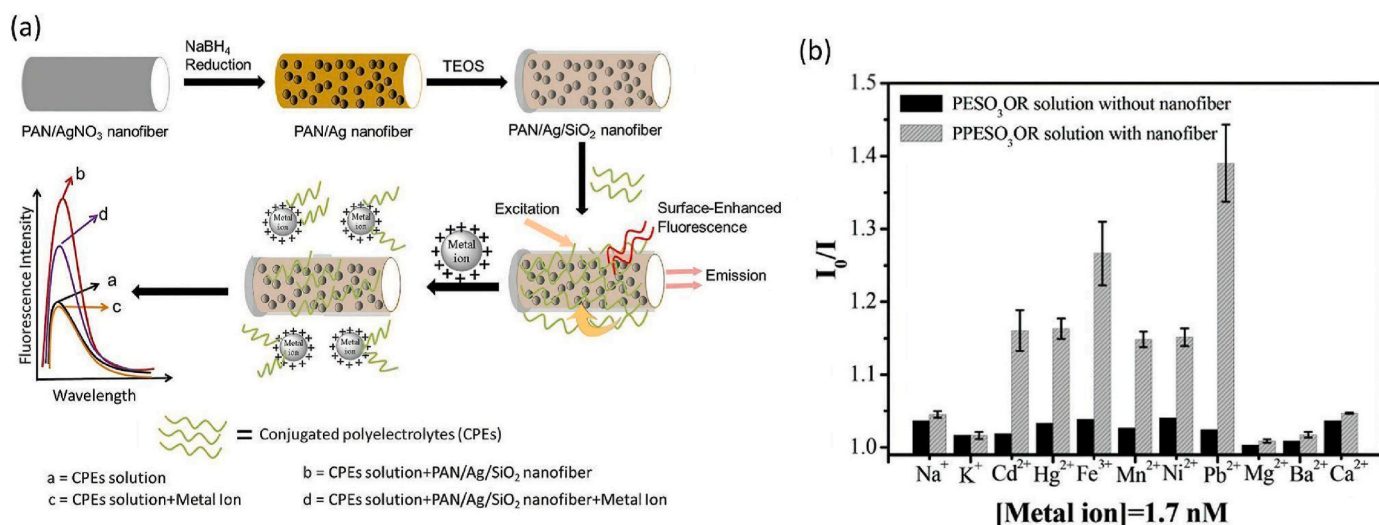 (a)
NaBH4
Reduction
TEOS
PAN/AgNO3 nanofiber
PAN/Ag nanofiber
PAN/Ag/SiO2 nanofiber
Fluorescence Intensity
b
d
a
c
Wavelength
Metal
ion
Metal
ion
Metal
ion
Metal
ion
Metal
ion
Excitation
Surface-Enhanced
Fluorescence
Emission
= Conjugated polyelectrolytes (CPEs)
a = CPEs solution
b = CPEs solution+PAN/Ag/SiO2 nanofiber
c = CPEs solution+Metal Ion
d = CPEs solution+PAN/Ag/SiO2 nanofiber+Metal Ion
(b)
PESO3OR solution without nanofiber
PPESO3OR solution with nanofiber
I0/I
1.5
1.4
1.3
1.2
1.1
1.0
Na+ K+ Cd2+ Hg2+ Fe3+ Mn2+ Ni2+ Pb2+ Mg2+ Ba2+ Ca2+
[Metal ion]=1.7 nM